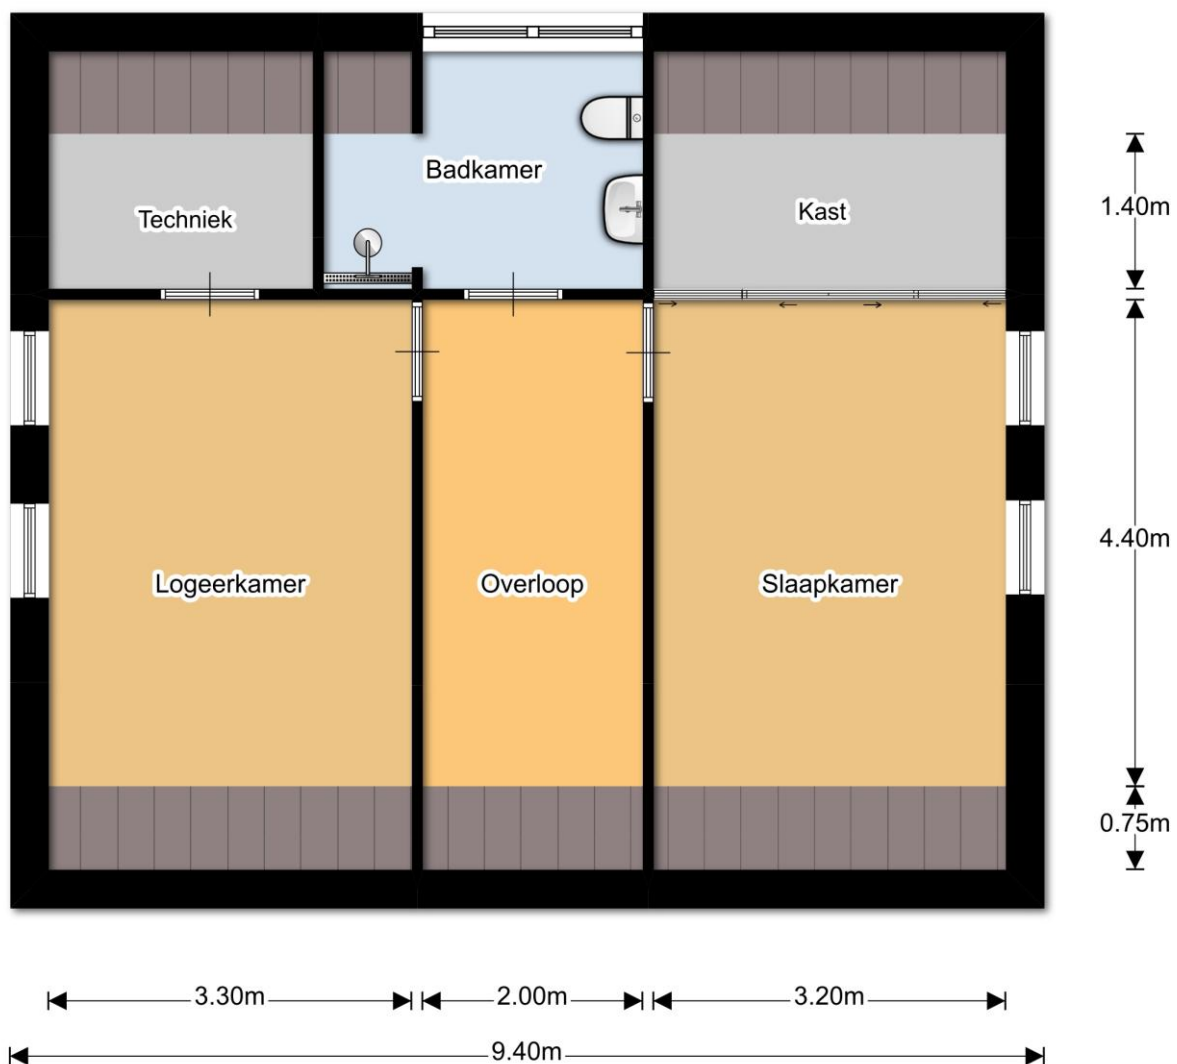 Badkamer
Techniek
Kast
1.40m
4.40m
Logeerkamer
Overloop
Slaapkamer
0.75m
3.30m
2.00m
3.20m
9.40m